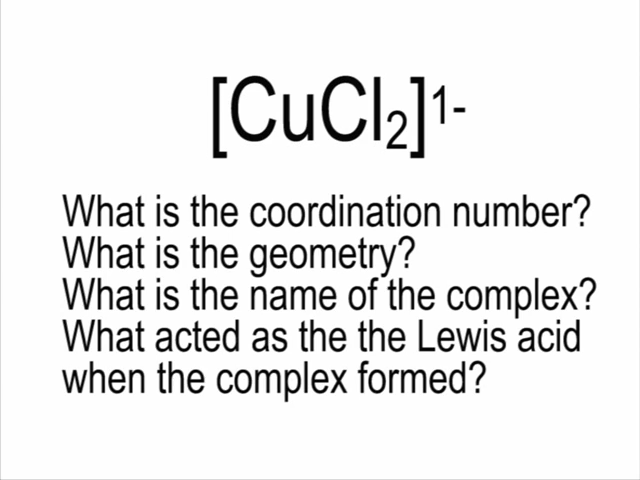 [CuCl₂]¹⁻
What is the coordination number?
What is the geometry?
What is the name of the complex?
What acted as the the Lewis acid
when the complex formed?